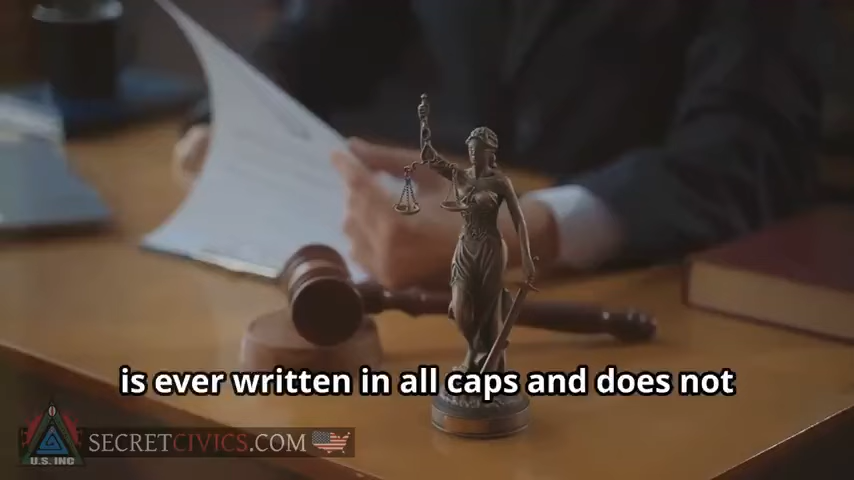 is ever written in all caps and does not
SECRETCIVICS.COM
U.S. INC